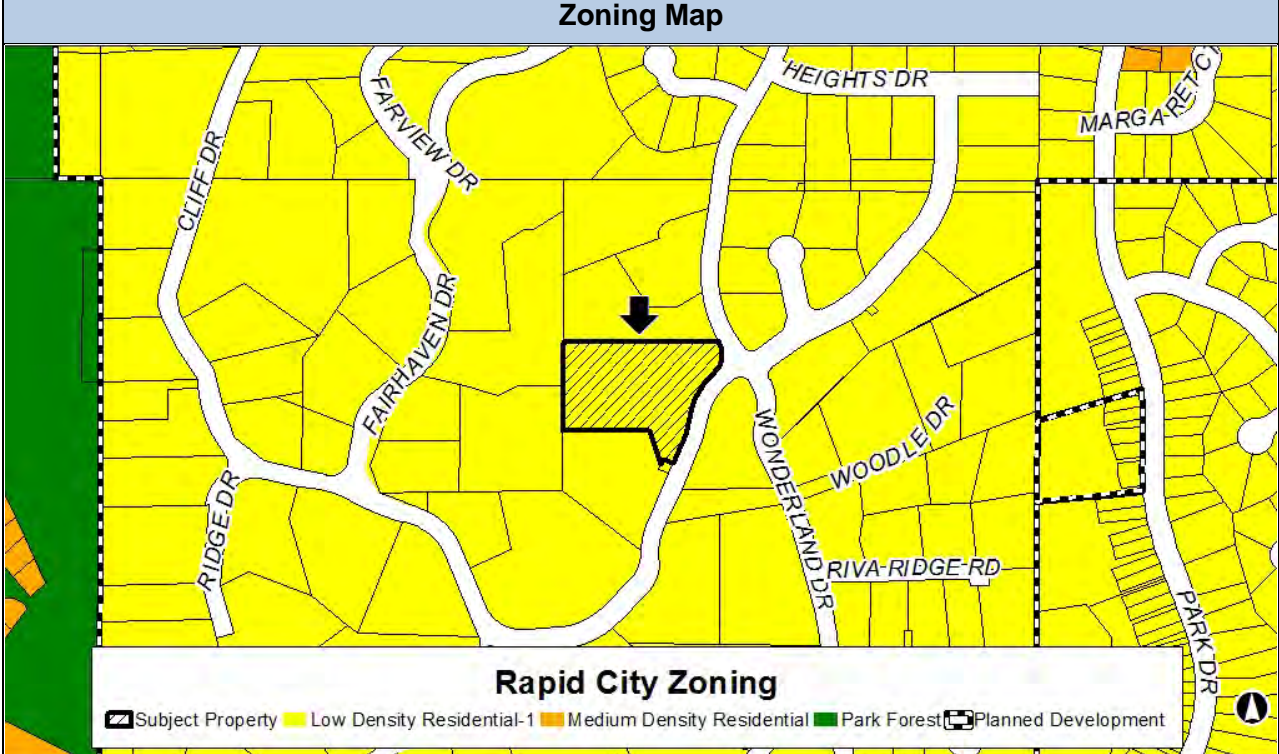 Zoning Map
HEIGHTS DR
MARGARET CT
FARVIEW DR
CLIFF DR
FAIRHAVEN DR
WONDERLAND DR
WOODLE DR
RIDGE DR
RIVA RIDGE RD
PARK DR
Rapid City Zoning
Subject Property Low Density Residential-1 Medium Density Residential Park Forest Planned Development